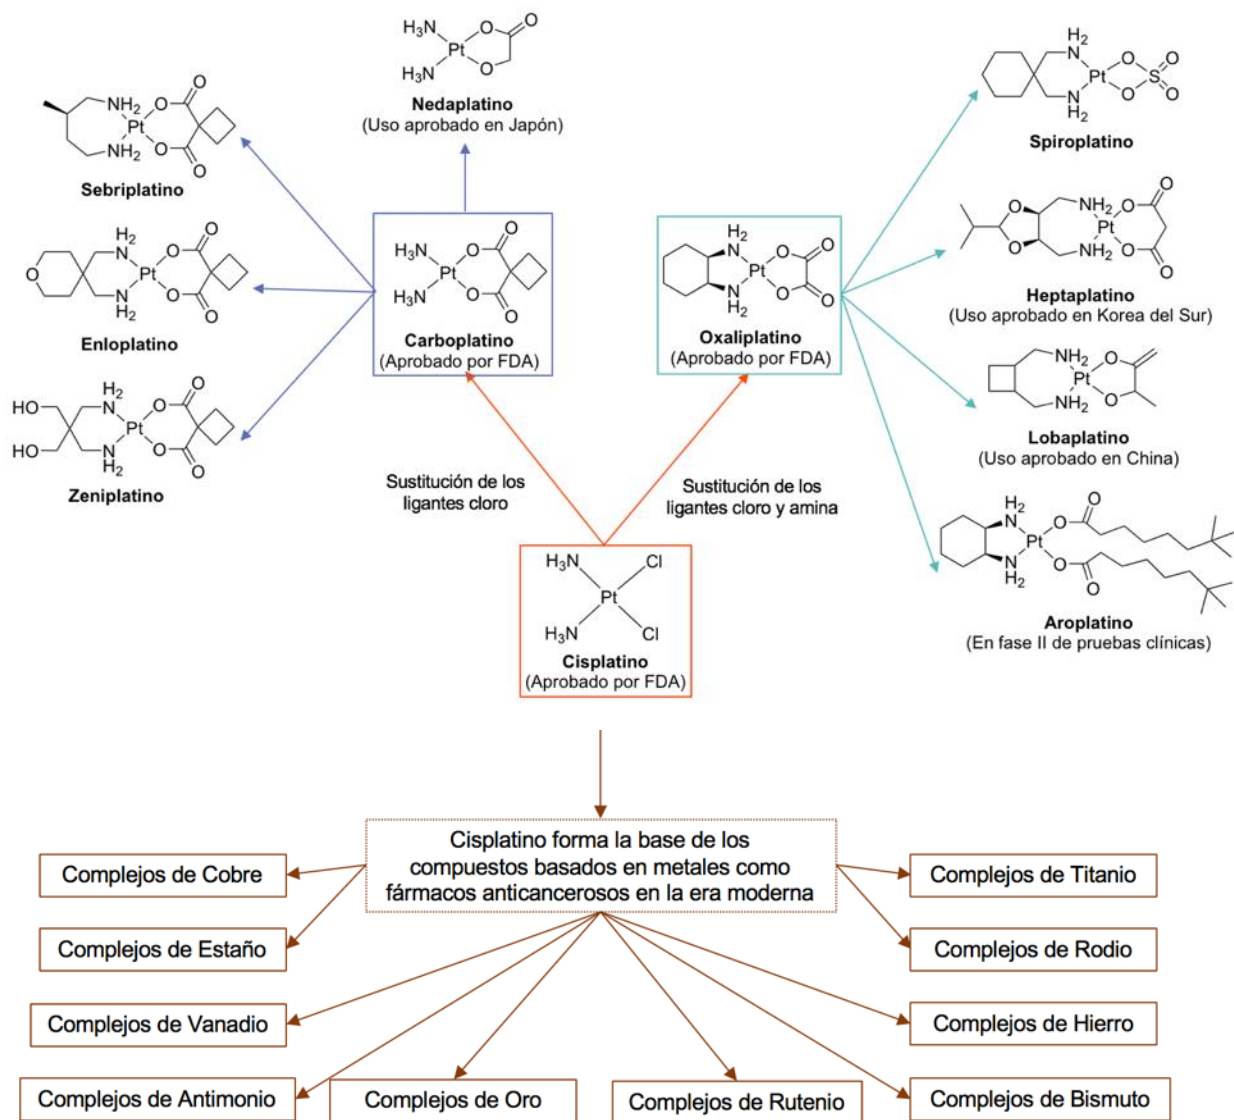 H3N
O
O
Pt
H3N
O
Nedaplatino
(Uso aprobado en Japón)
O
NH2
O
Pt
NH2
O
O
Sebriplatino
H2
N
O
O
O
Pt
N
H2
O
O
Enloplatino
H2
N
O
O
HO
Pt
HO
N
H2
O
O
Zeniplatino
O
NH3
O
Pt
H3N
O
O
Carboplatino
(Aprobado por FDA)
H2
N
O
O
Pt
N
H2
O
O
Oxaliplatino
(Aprobado por FDA)
H2
N
O
O
Pt
S
N
H2
O
O
Spiroplatino
O
NH2
O
O
Pt
O
NH2
O
O
Heptaplatino
(Uso aprobado en Korea del Sur)
NH2
O
Pt
NH2
O
Lobaplatino
(Uso aprobado en China)
H2
N
O
O
Pt
N
H2
O
O
Aroplatino
(En fase II de pruebas clínicas)
Sustitución de los
ligantes cloro
Sustitución de los
ligantes cloro y amina
H3N
Cl
Pt
H3N
Cl
Cisplatino
(Aprobado por FDA)
Cisplatino forma la base de los
compuestos basados en metales como
fármacos anticancerosos en la era moderna
Complejos de Cobre
Complejos de Titanio
Complejos de Estaño
Complejos de Rodio
Complejos de Vanadio
Complejos de Hierro
Complejos de Antimonio
Complejos de Oro
Complejos de Rutenio
Complejos de Bismuto